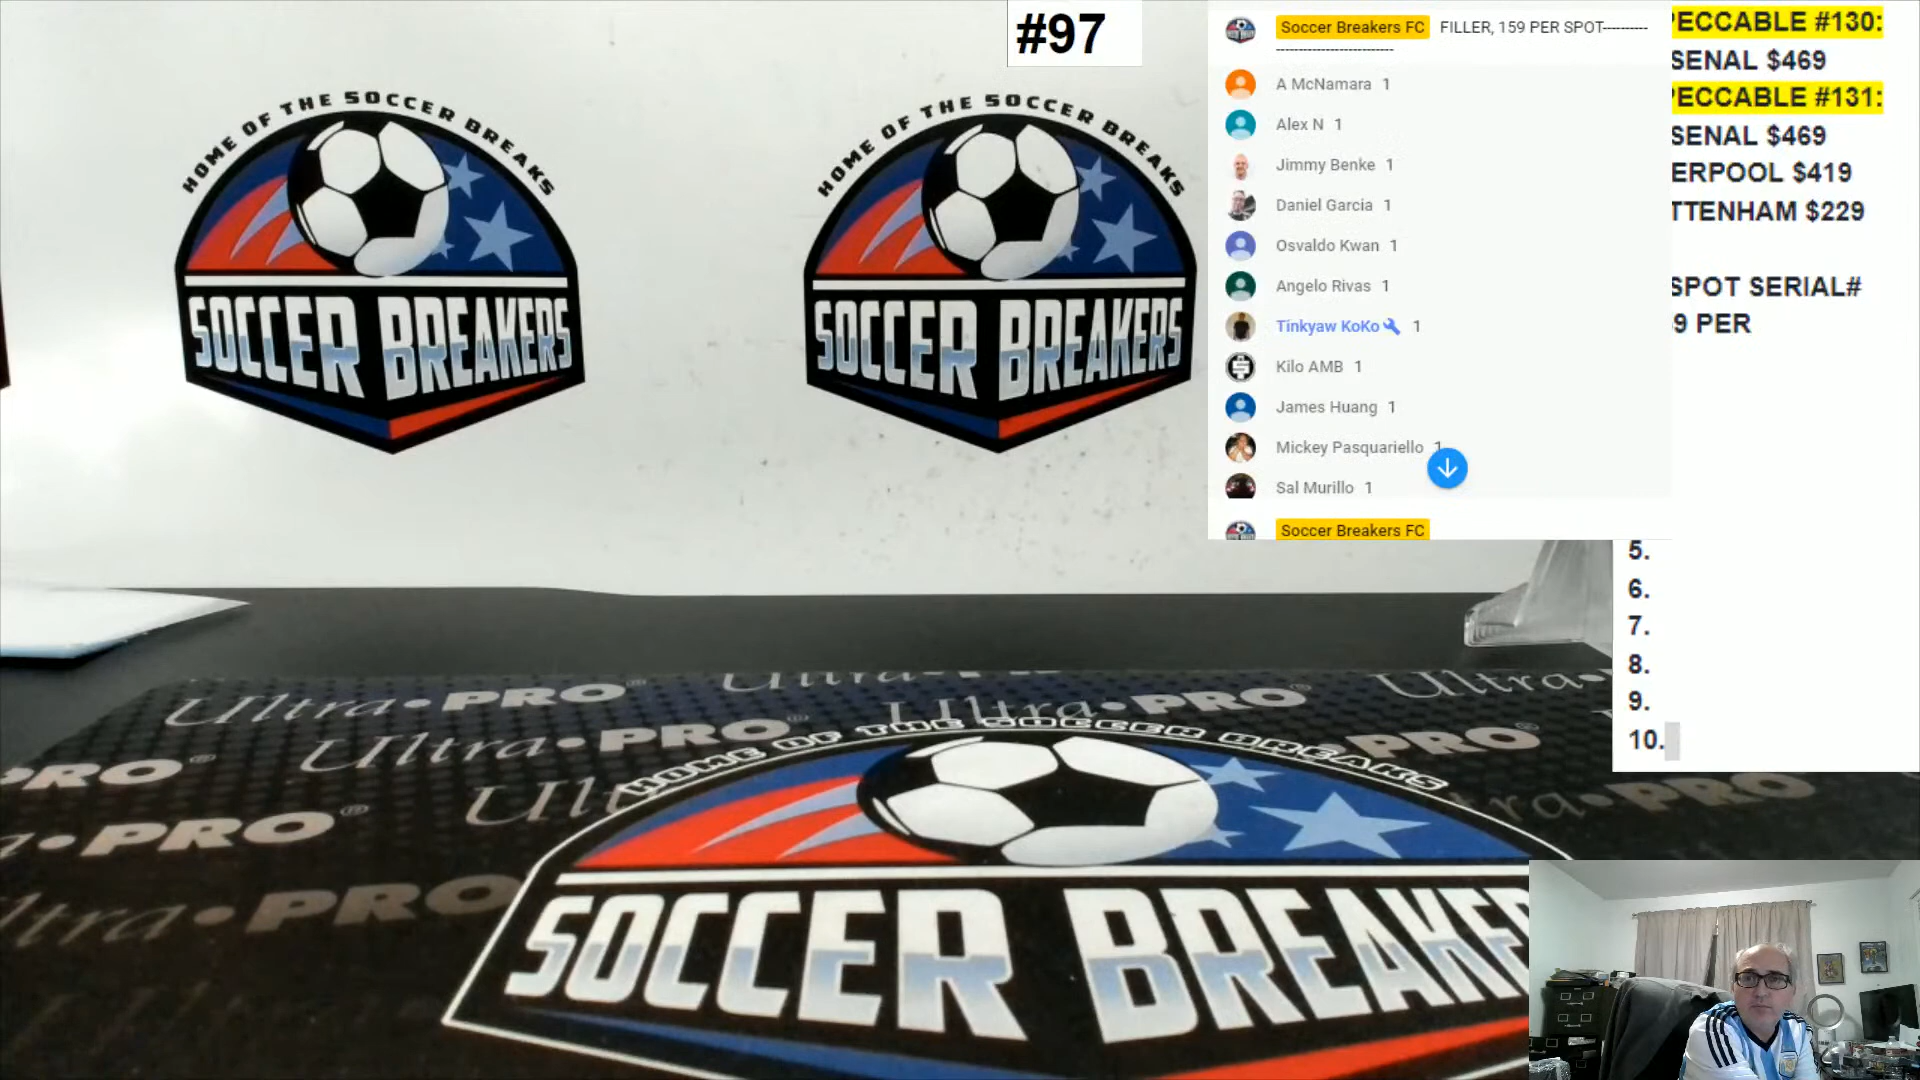 #97
HOME OF THE SOCCER BREAKS
SOCCER BREAKERS
HOME OF THE SOCCER BREAKS
SOCCER BREAKERS
Soccer Breakers FC FILLER, 159 PER SPOT----------
--------------------------
A McNamara 1
Alex N 1
Jimmy Benke 1
Daniel Garcia 1
Osvaldo Kwan 1
Angelo Rivas 1
Tinkyaw KoKo 1
Kilo AMB 1
James Huang 1
Mickey Pasquariello 1
Sal Murillo 1
Soccer Breakers FC
PECCABLE #130:
SENAL $469
PECCABLE #131:
SENAL $469
ERPOOL $419
TTENHAM $229
SPOT SERIAL#
9 PER
5.
6.
7.
8.
9.
10.
Ultra•PRO®
Ultra•PRO®
Ultra•PRO®
HOME OF THE SOCCER BREAKS
SOCCER BREAKE